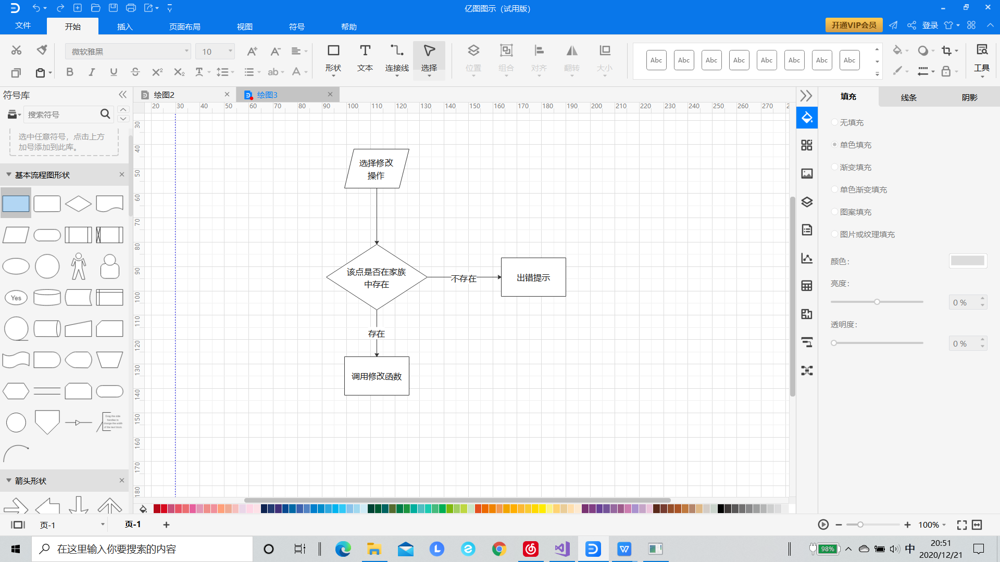 亿图图示（试用版）
文件
开始
插入
页面布局
视图
符号
帮助
开通VIP会员
登录
微软雅黑
10
形状
文本
连接线
选择
位置
组合
对齐
翻转
大小
Abc Abc Abc Abc Abc Abc Abc Abc
工具
符号库
搜索符号
选中任意符号，点击上方
加号添加到此库。
基本流程图形状
Yes
Drag the side
handles to
change the width
of the text block.
箭头形状
绘图2
绘图3
20 30 40 50 60 70 80 90 100 110 120 130 140 150 160 170 180 190 200 210 220 230 240 250 260 270
30 40 50 60 70 80 90 100 110 120 130 140 150 160 170 180
选择修改
操作
该点是否在家族
中存在
不存在
出错提示
存在
调用修改函数
填充
线条
阴影
无填充
单色填充
渐变填充
单色渐变填充
图案填充
图片或纹理填充
颜色:
亮度:
0 %
透明度:
0 %
页-1
页-1
100%
在这里输入你要搜索的内容
98%
中
20:51
2020/12/21